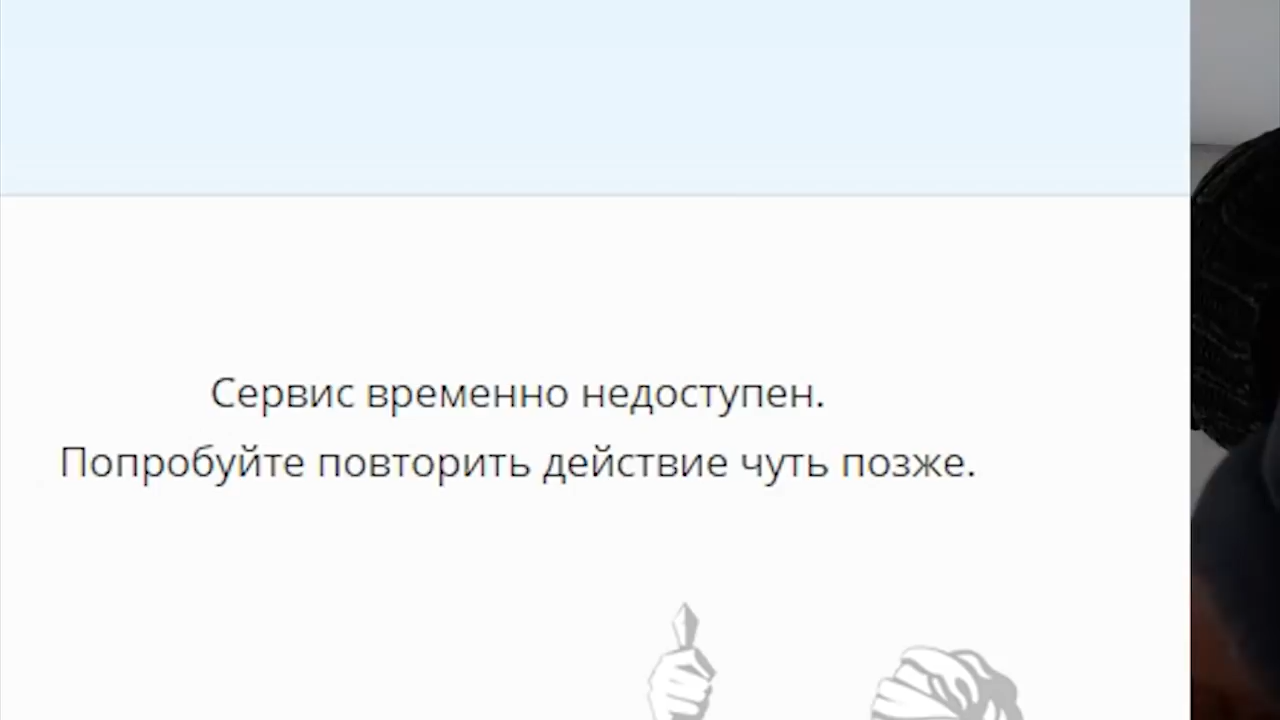 Сервис временно недоступен.
Попробуйте повторить действие чуть позже.